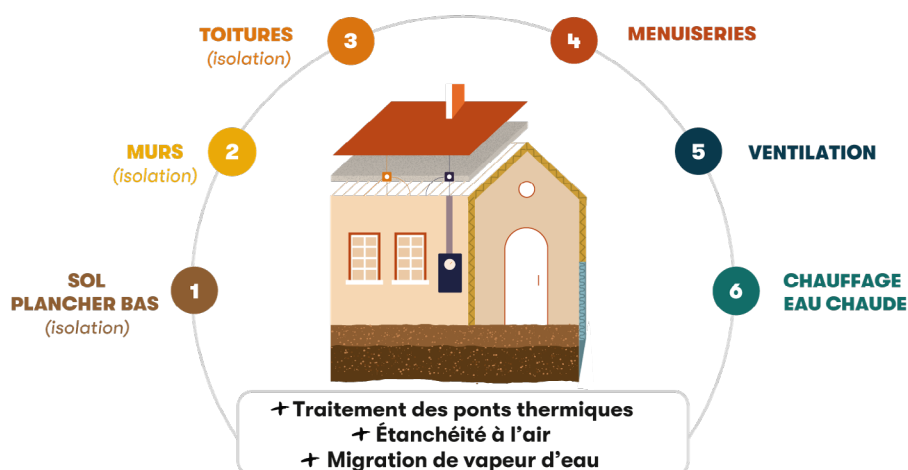 TOITURES
(isolation)
3
4
MENUISERIES
MURS
(isolation)
2
5
VENTILATION
SOL
PLANCHER BAS
(isolation)
1
6
CHAUFFAGE
EAU CHAUDE
+ Traitement des ponts thermiques
+ Étanchéité à l'air
+ Migration de vapeur d'eau